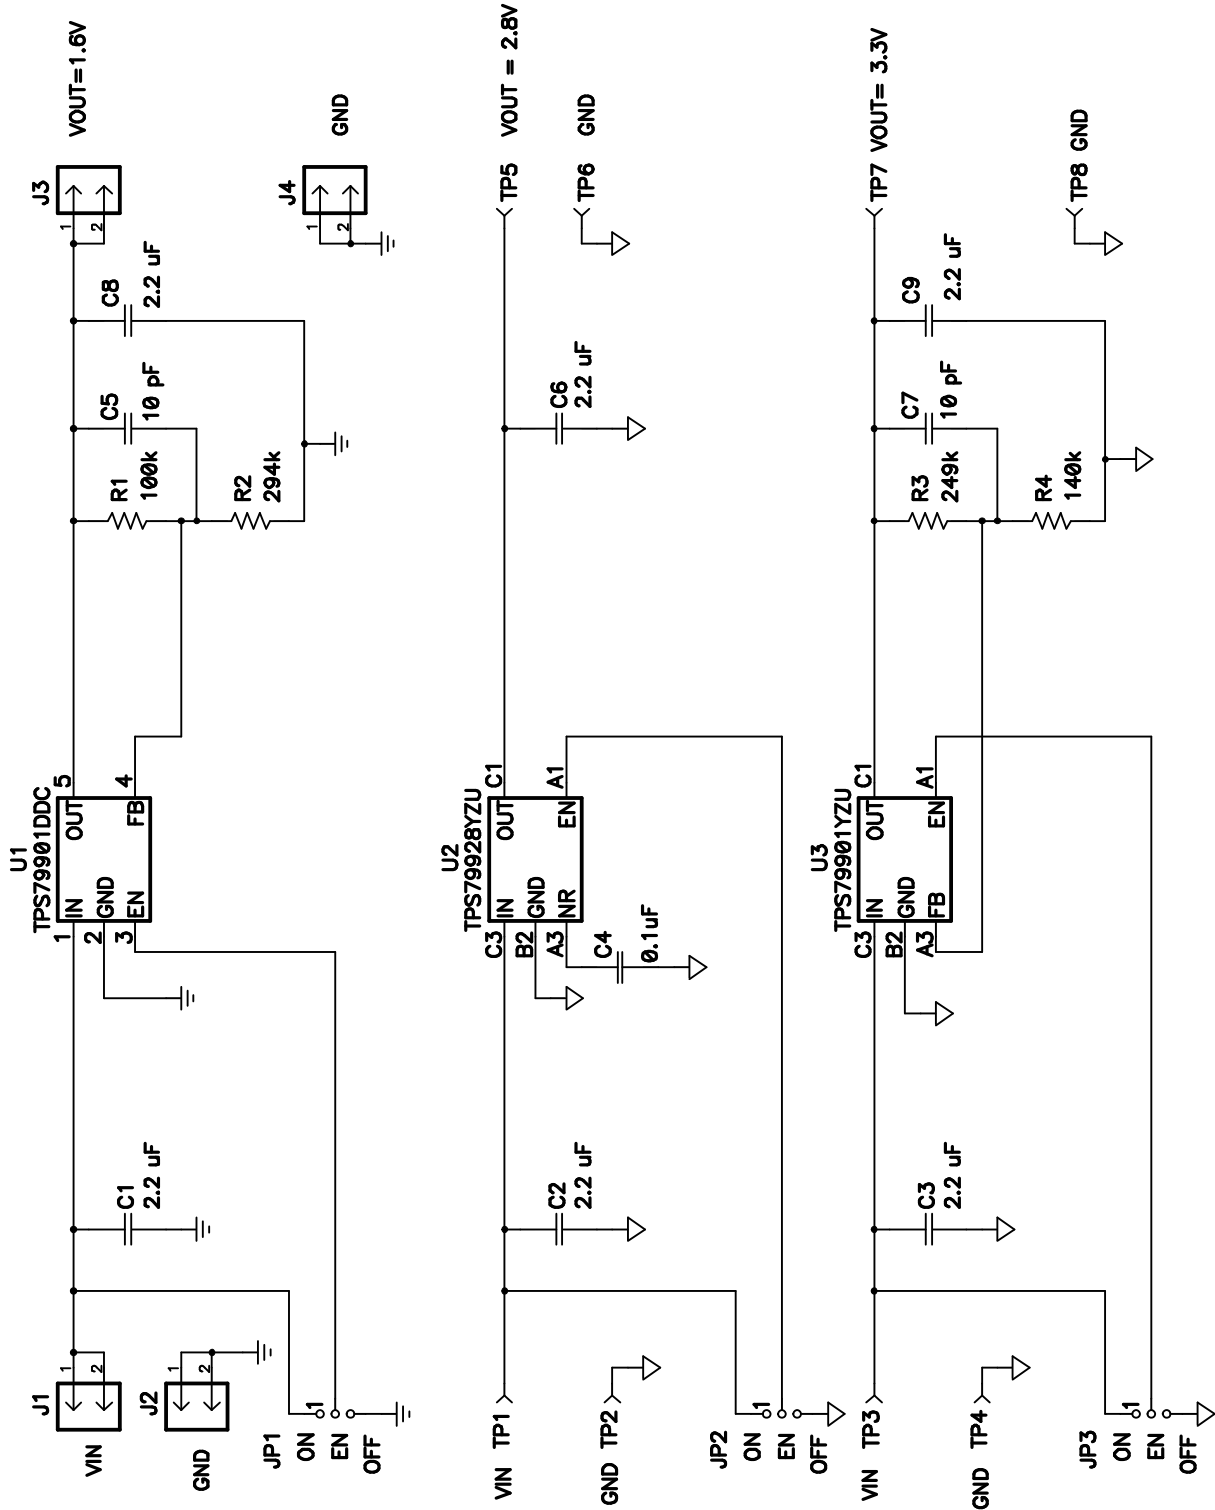 U1
TPS79901DDC
J1
VIN
1
2
J2
GND
1
2
JP1
ON
EN
OFF
1
C1
2.2 uF
1
2
3
IN
GND
EN
OUT
FB
5
4
R1
100k
R2
294k
C5
10 pF
C8
2.2 uF
J3
1
2
VOUT=1.6V
J4
1
2
GND
U2
TPS79928YZU
VIN TP1
GND TP2
JP2
ON
EN
OFF
1
C2
2.2 uF
C3
B2
A3
IN
GND
NR
OUT
EN
C1
A1
C4
0.1uF
C6
2.2 uF
TP5 VOUT = 2.8V
TP6 GND
U3
TPS79901YZU
VIN TP3
GND TP4
JP3
ON
EN
OFF
1
C3
2.2 uF
C3
B2
A3
IN
GND
FB
OUT
EN
C1
A1
R3
249k
R4
140k
C7
10 pF
C9
2.2 uF
TP7 VOUT= 3.3V
TP8 GND